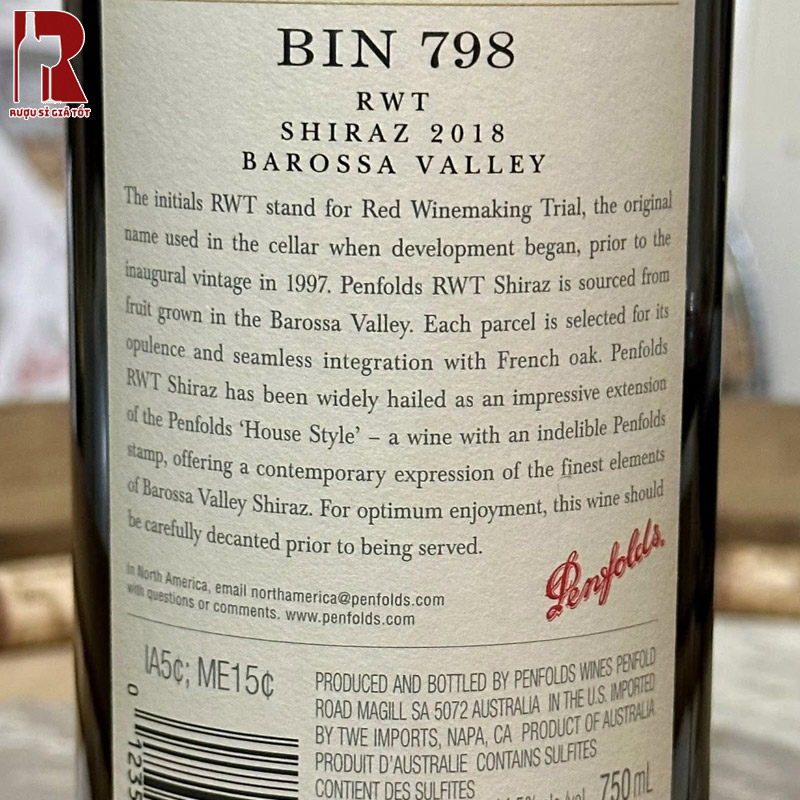 RƯỢU SỈ GIÁ TỐT
BIN 798
RWT
SHIRAZ 2018
BAROSSA VALLEY
The initials RWT stand for Red Winemaking Trial, the original
name used in the cellar when development began, prior to the
inaugural vintage in 1997. Penfolds RWT Shiraz is sourced from
fruit grown in the Barossa Valley. Each parcel is selected for its
opulence and seamless integration with French oak. Penfolds
RWT Shiraz has been widely hailed as an impressive extension
of the Penfolds ‘House Style’ – a wine with an indelible Penfolds
stamp, offering a contemporary expression of the finest elements
of Barossa Valley Shiraz. For optimum enjoyment, this wine should
be carefully decanted prior to being served.
In North America, email northamerica@penfolds.com
with questions or comments. www.penfolds.com
Penfolds.
IA5¢; ME15¢
PRODUCED AND BOTTLED BY PENFOLDS WINES PENFOLD
ROAD MAGILL SA 5072 AUSTRALIA IN THE U.S. IMPORTED
BY TWE IMPORTS, NAPA, CA PRODUCT OF AUSTRALIA
PRODUIT D'AUSTRALIE CONTAINS SULFITES
CONTIENT DES SULFITES
750mL
0 1235